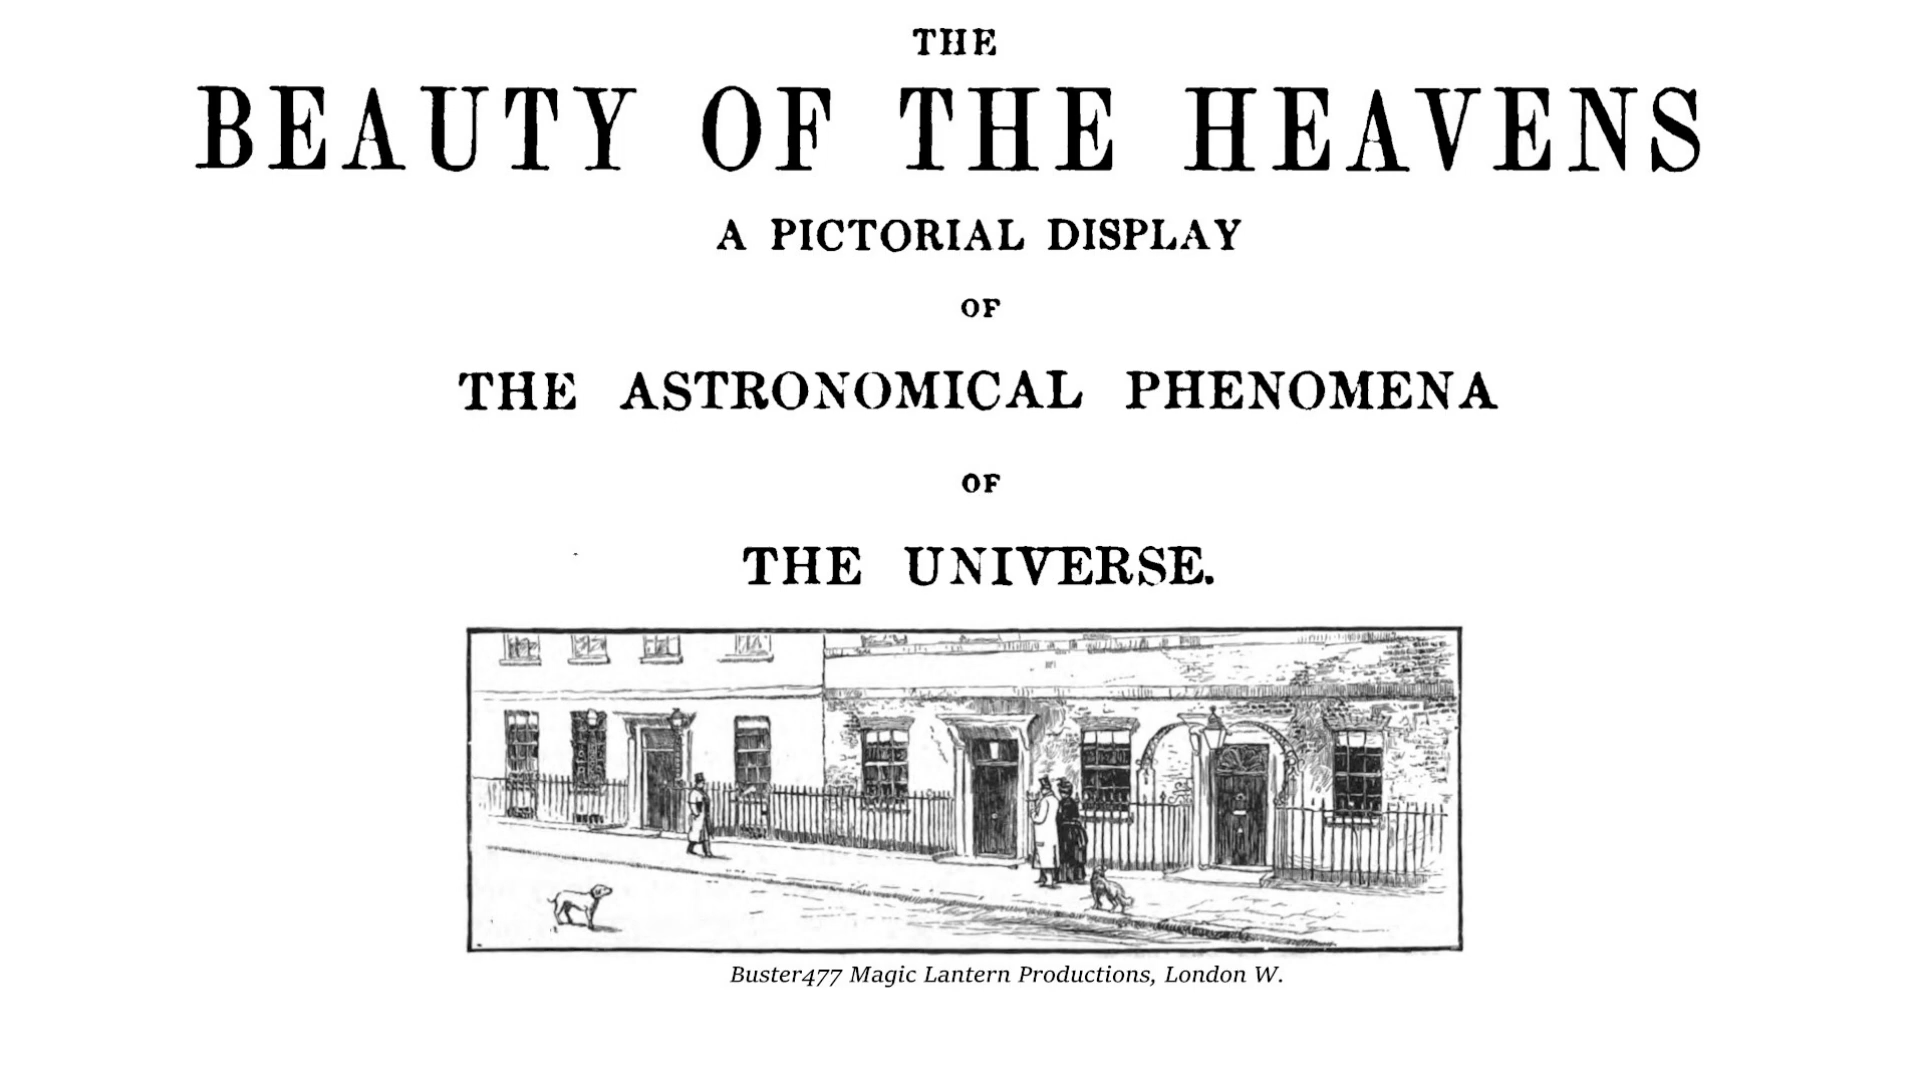 THE
BEAUTY OF THE HEAVENS
A PICTORIAL DISPLAY
OF
THE ASTRONOMICAL PHENOMENA
OF
THE UNIVERSE.
Buster477 Magic Lantern Productions, London W.